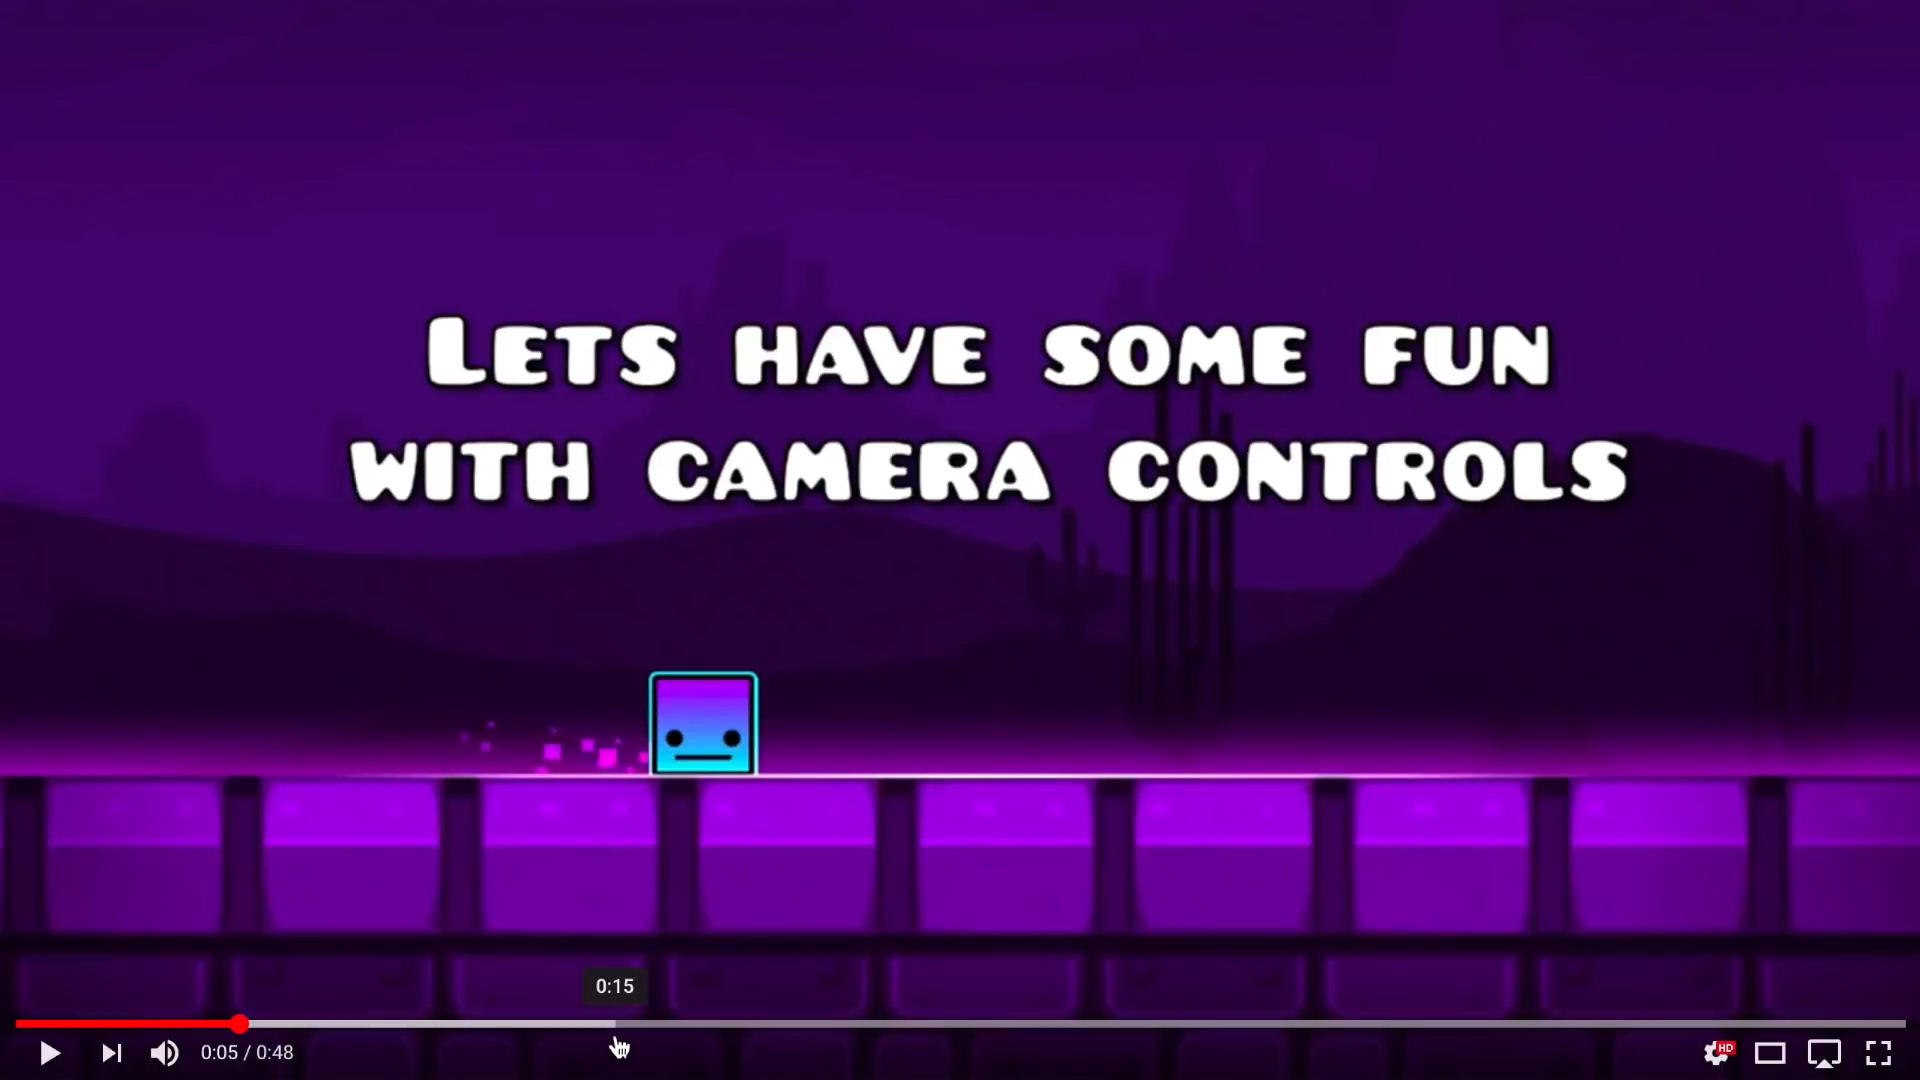 Lets have some fun
with camera controls
0:15
0:05 / 0:48
HD